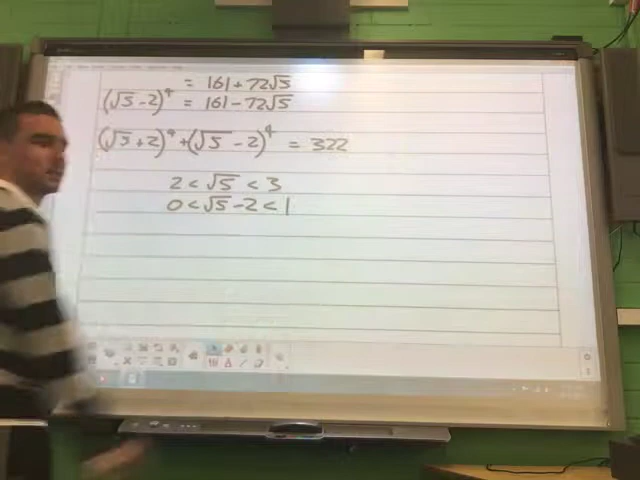 = 161 + 72√5
(√5 - 2)⁴ = 161 - 72√5
(√5 + 2)⁴ + (√5 - 2)⁴ = 322
2 < √5 < 3
0 < √5 - 2 < 1